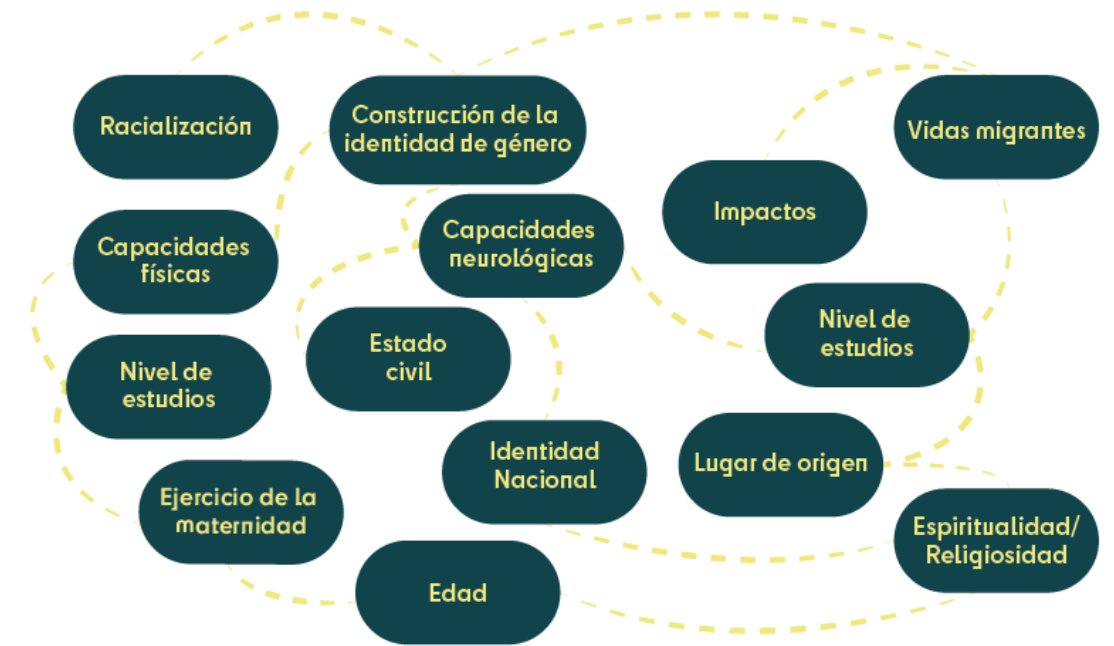 Racialización
Construcción de la
identidad de género
Vidas migrantes
Impactos
Capacidades
físicas
Capacidades
neurológicas
Nivel de
estudios
Estado
civil
Nivel de
estudios
Identidad
Nacional
Lugar de origen
Ejercicio de la
maternidad
Espiritualidad/
Religiosidad
Edad